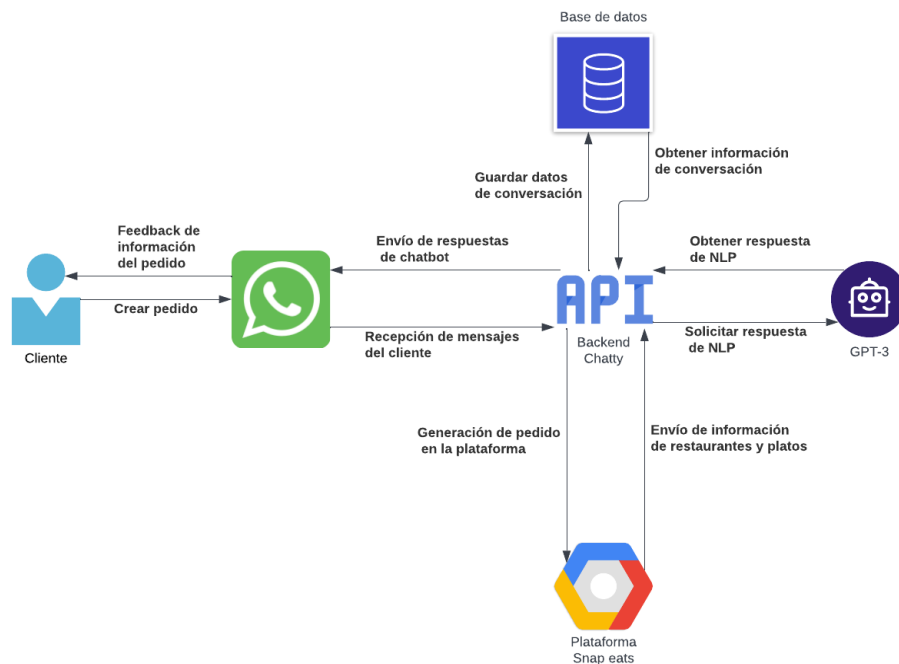 Base de datos
Guardar datos
de conversación
Obtener información
de conversación
Feedback de
información
del pedido
Crear pedido
Cliente
Envío de respuestas
de chatbot
Recepción de mensajes
del cliente
API
Backend
Chatty
Obtener respuesta
de NLP
Solicitar respuesta
de NLP
GPT-3
Generación de pedido
en la plataforma
Envío de información
de restaurantes y platos
Plataforma
Snap eats